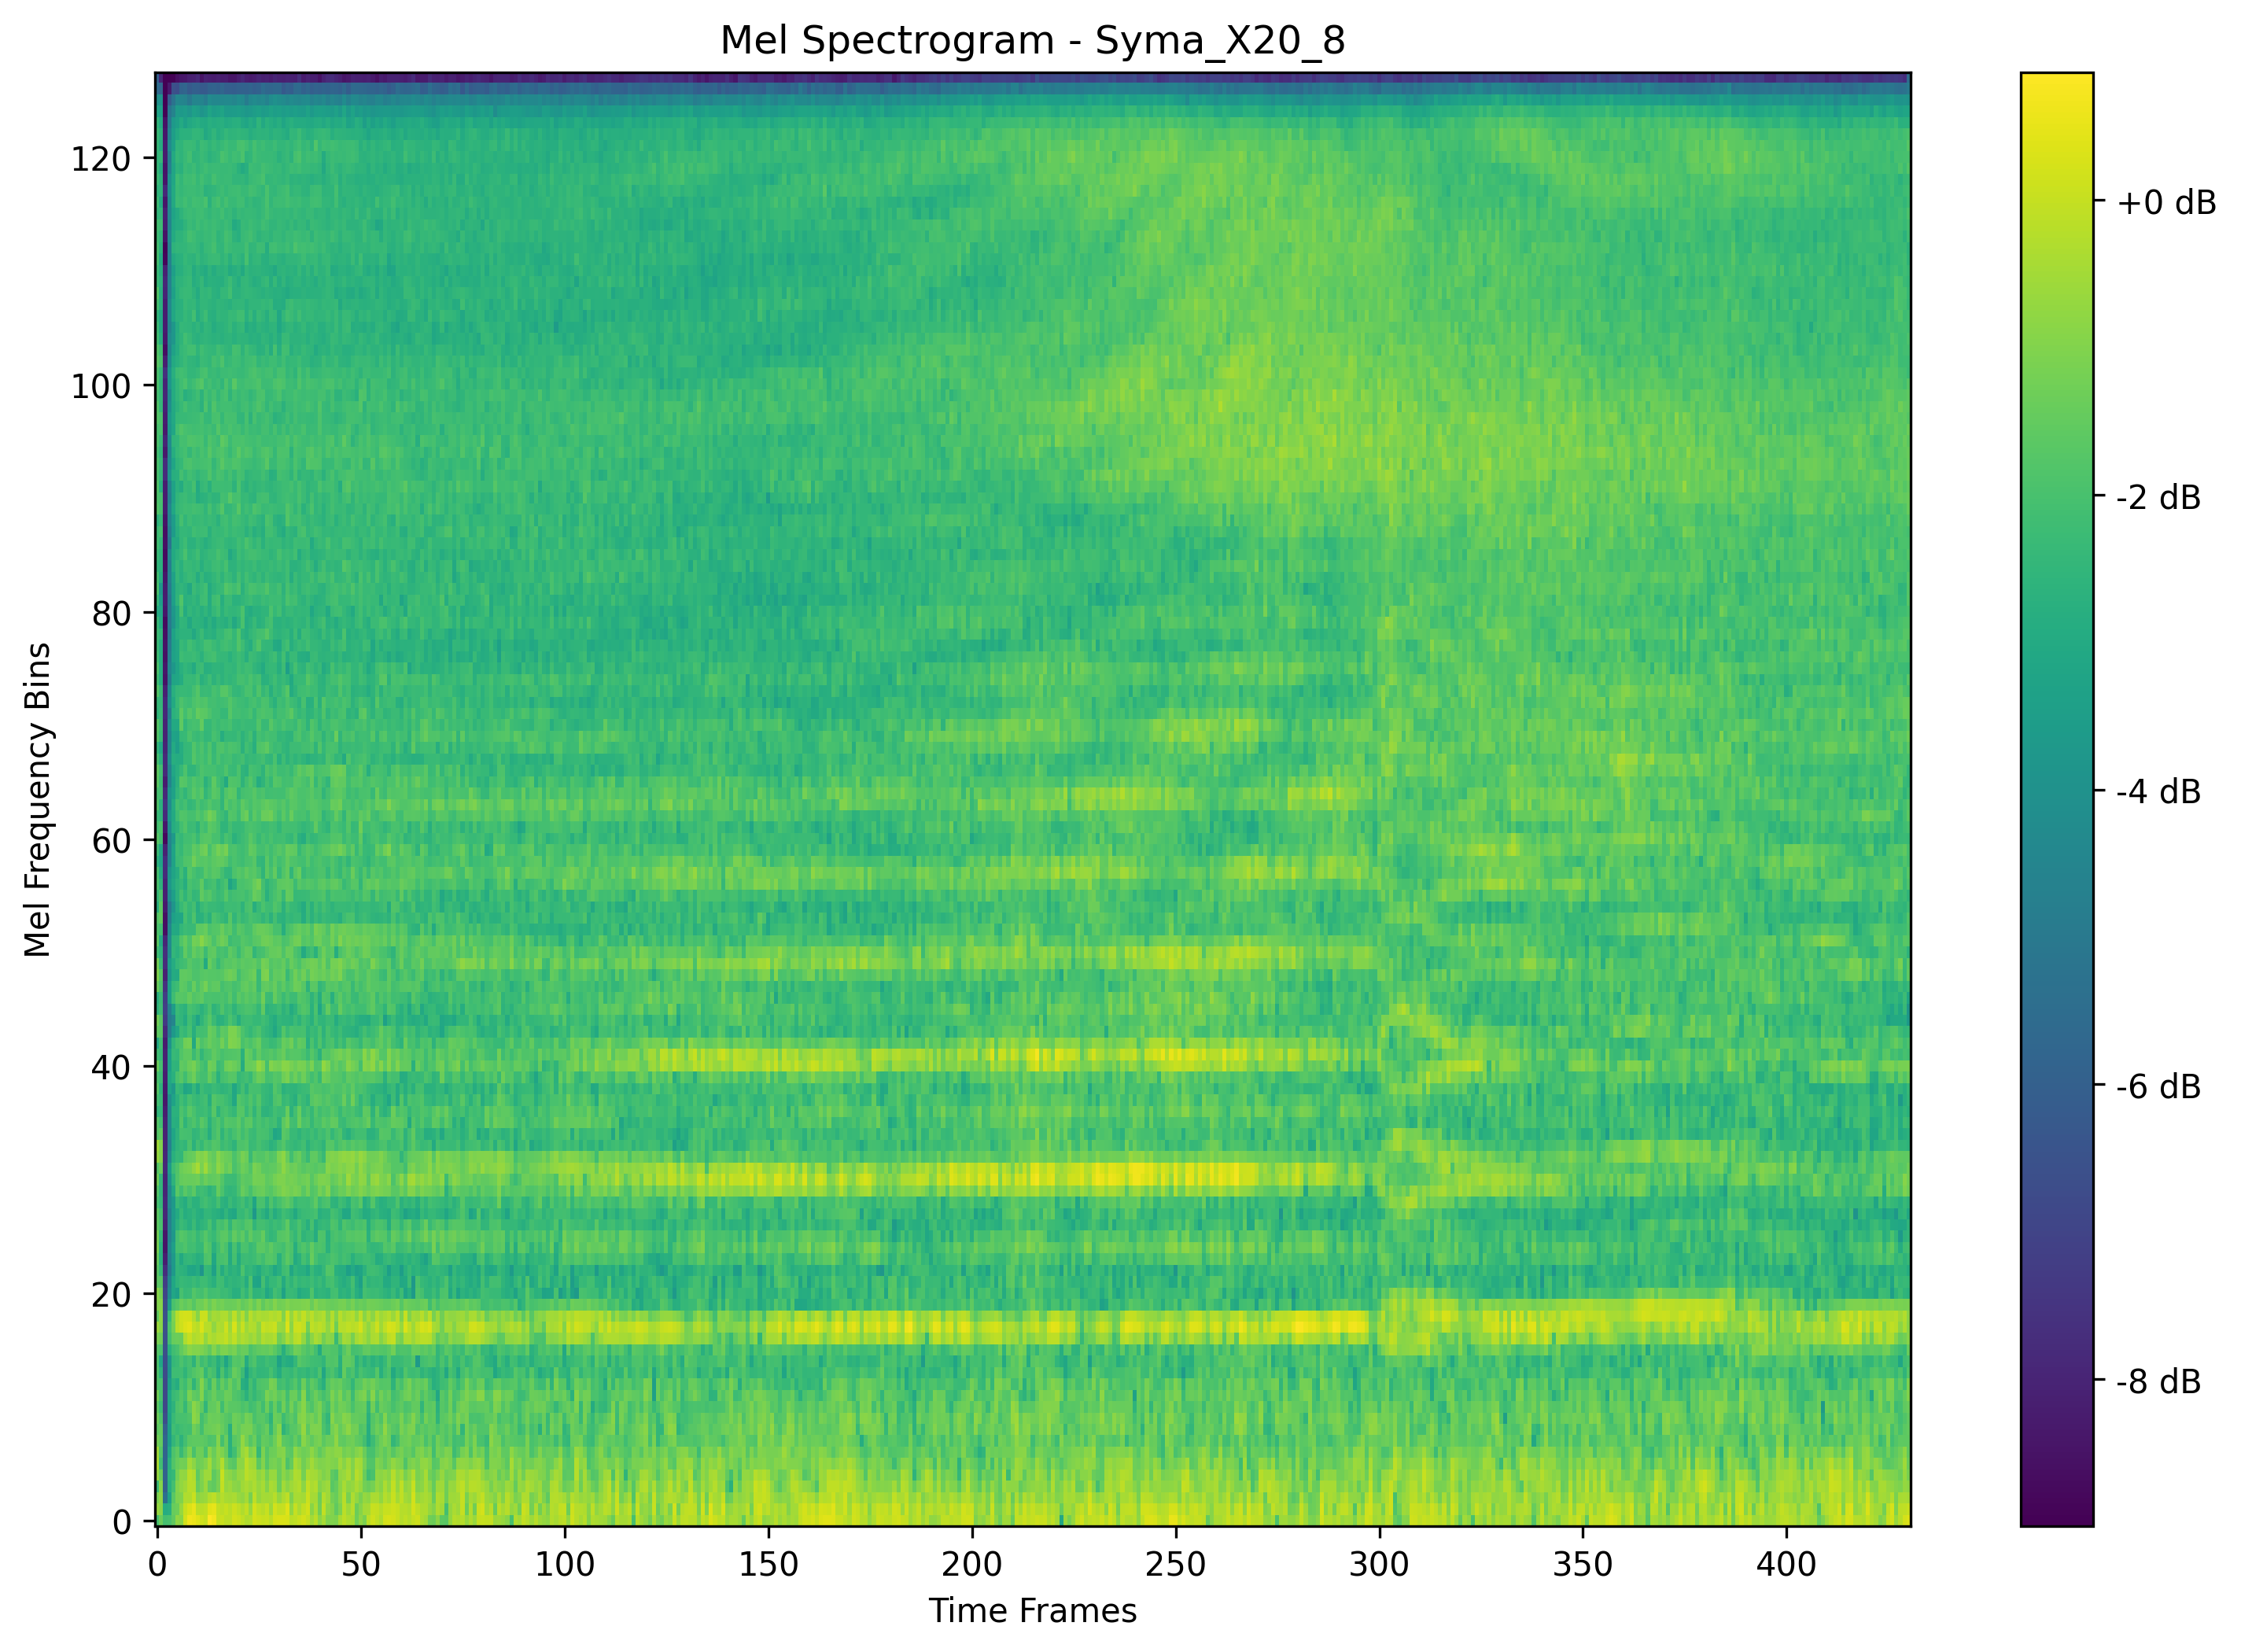 Mel Spectrogram - Syma_X20_8
Mel Frequency Bins
120
100
80
60
40
20
0
0 50 100 150 200 250 300 350 400
Time Frames
+0 dB
-2 dB
-4 dB
-6 dB
-8 dB